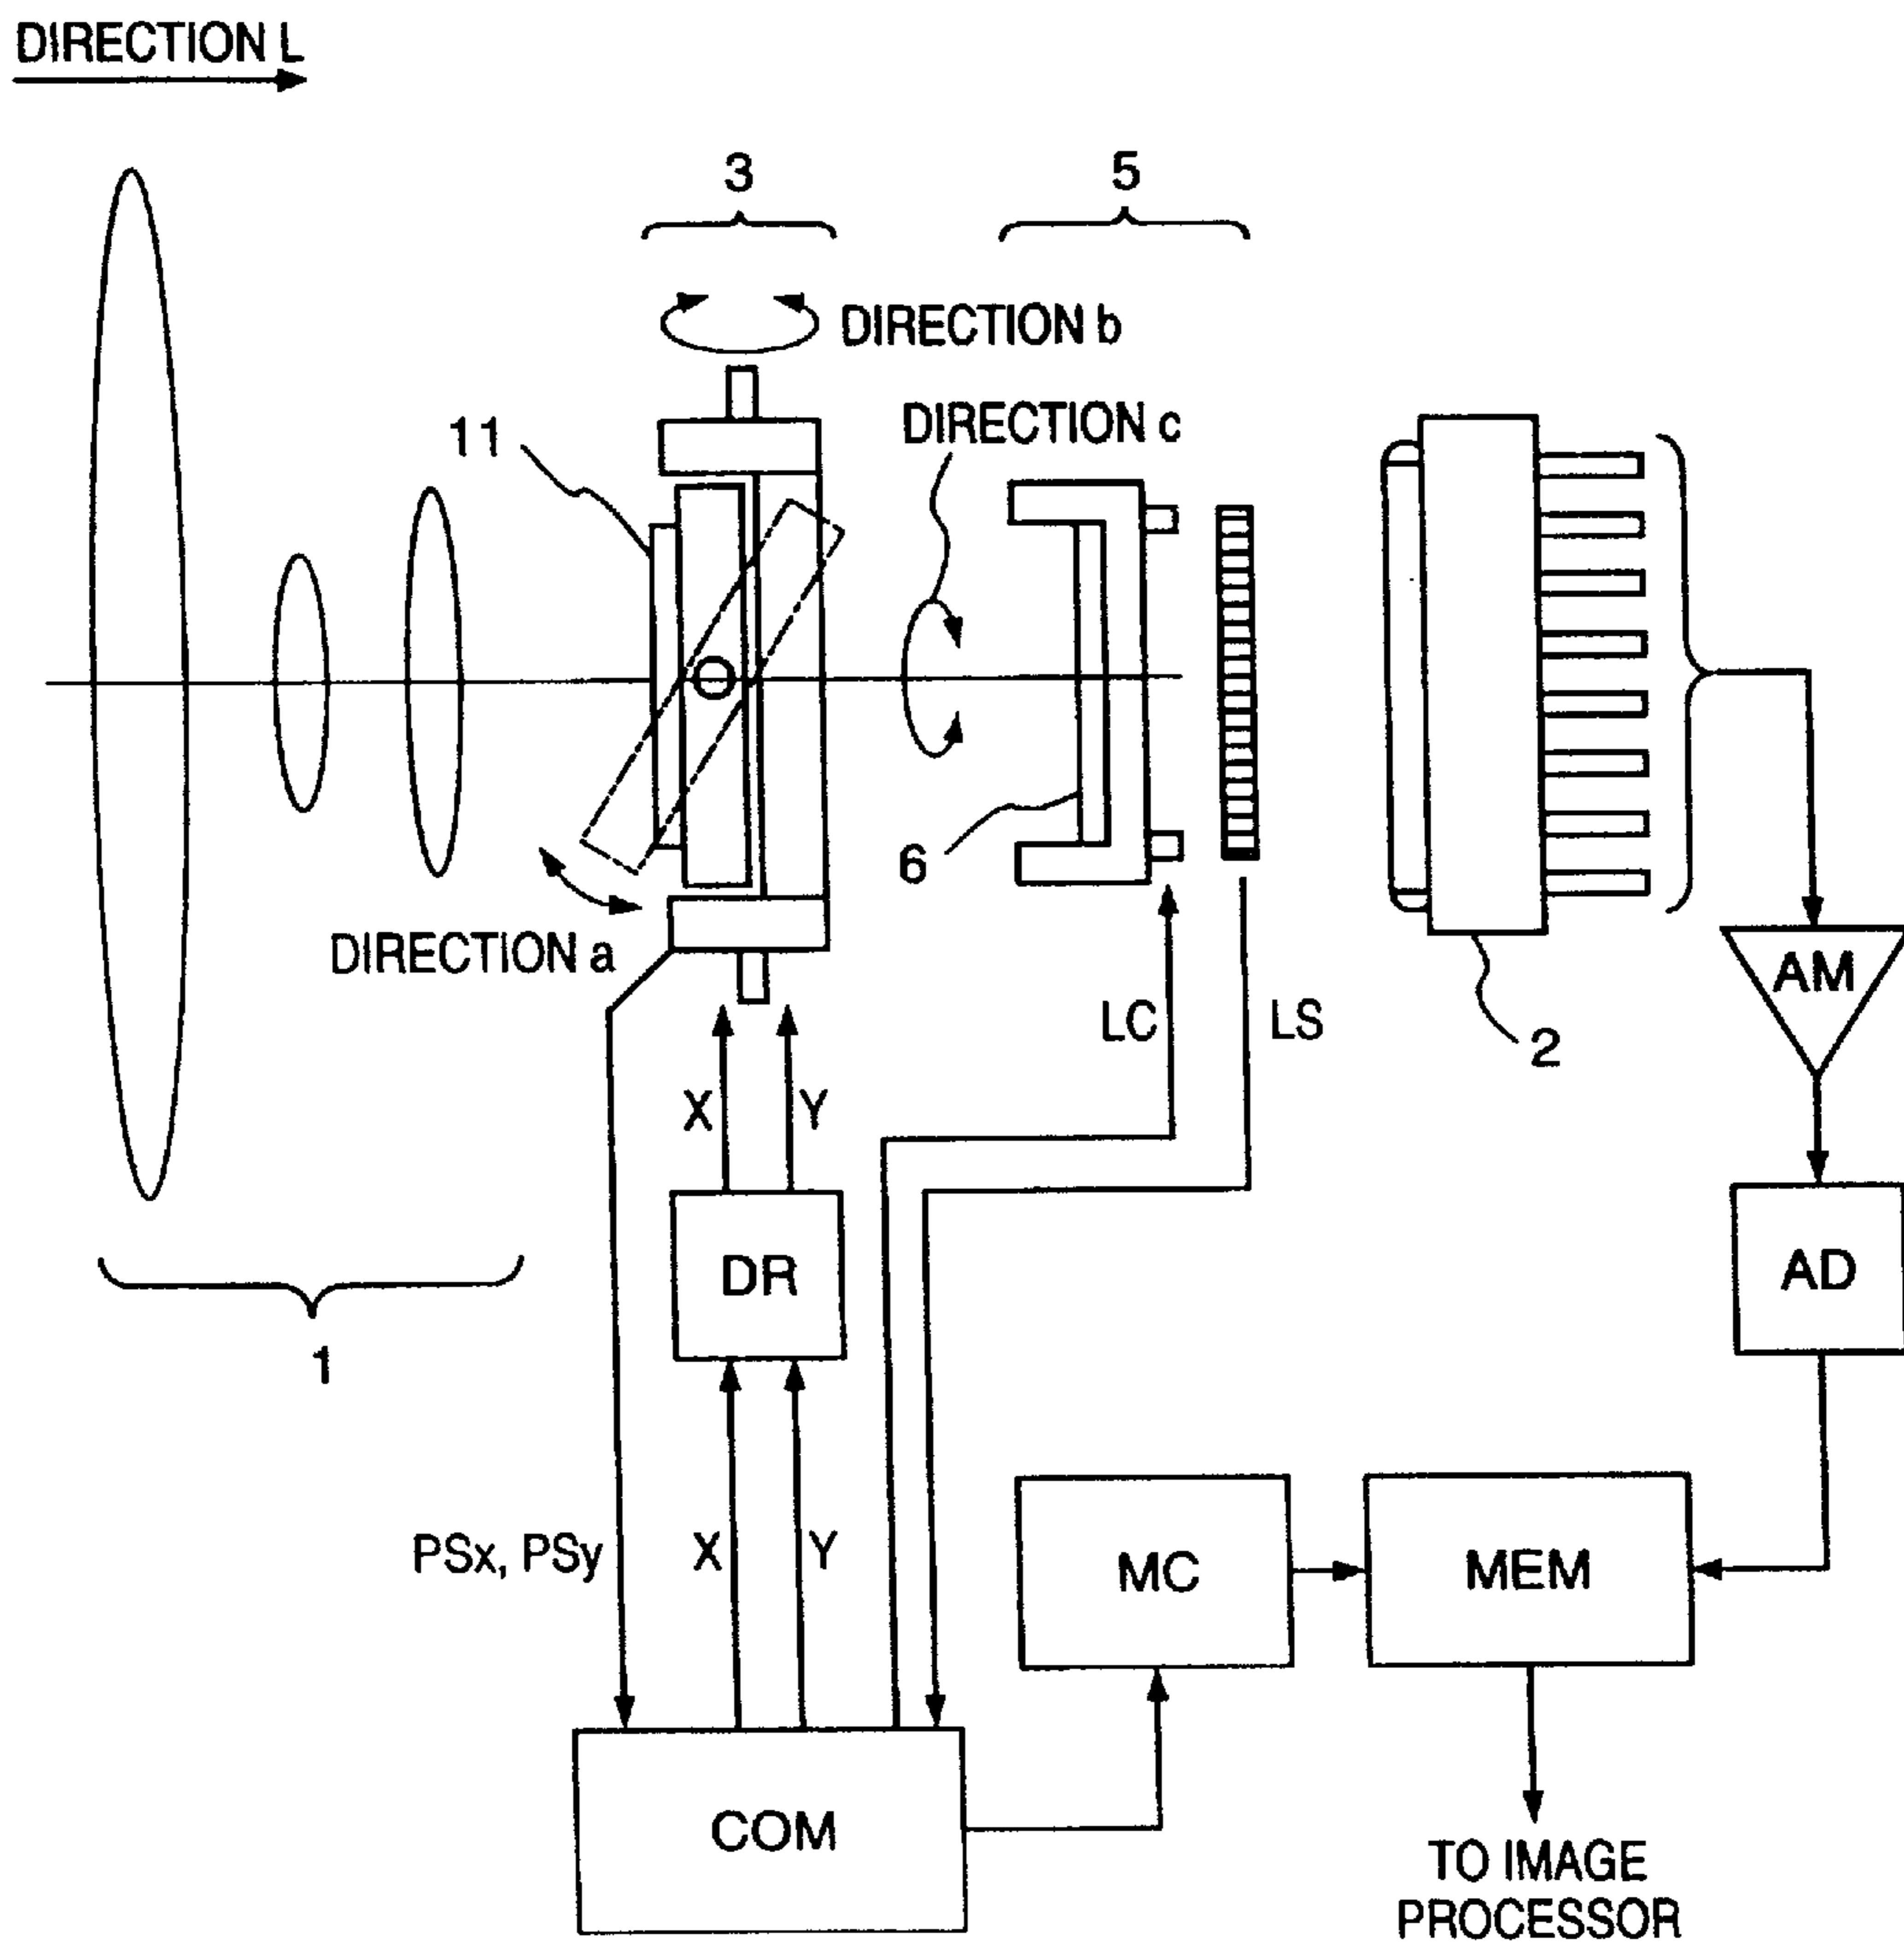 DIRECTION L
3
5
DIRECTION b
DIRECTION c
11
6
DIRECTION a
2
AM
LC
LS
X
Y
AD
DR
1
PSx, PSy
X
Y
MC
MEM
COM
TO IMAGE
PROCESSOR